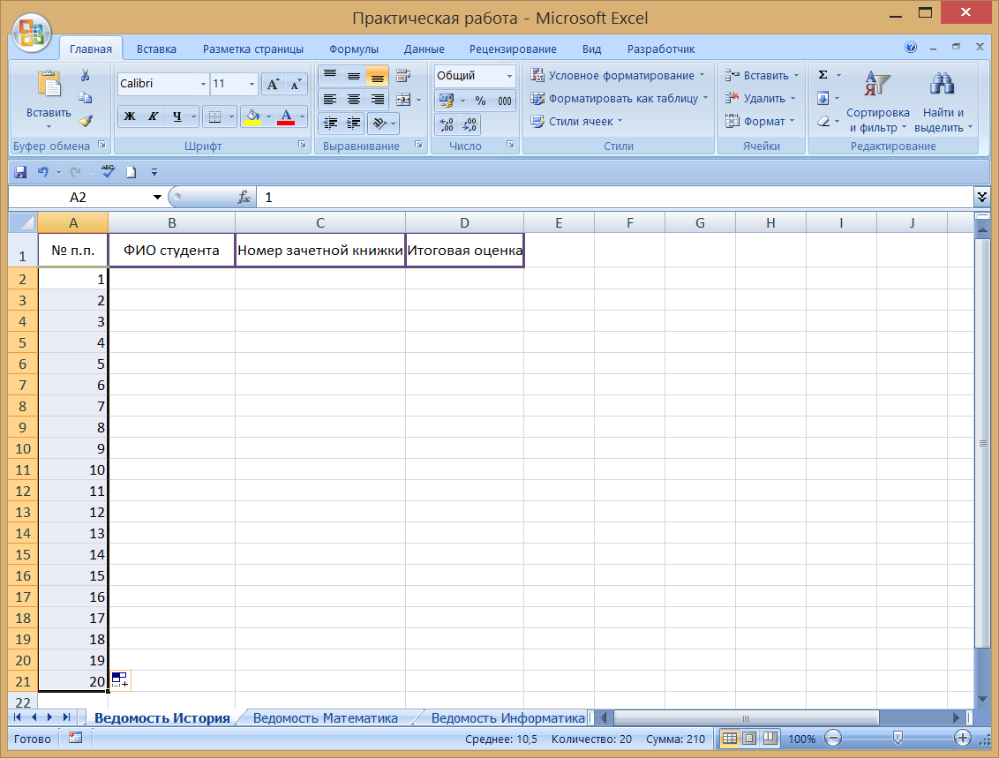 Практическая работа - Microsoft Excel
Главная Вставка Разметка страницы Формулы Данные Рецензирование Вид Разработчик
Вставить
Буфер обмена
Calibri 11
Ж К Ч
Шрифт
Выравнивание
Общий
% 000
,00 ,0
Число
Условное форматирование
Форматировать как таблицу
Стили ячеек
Стили
Вставить
Удалить
Формат
Ячейки
Σ
Сортировка и фильтр
Найти и выделить
Редактирование
A2 fx 1
A B C D E F G H I J
1 № п.п. ФИО студента Номер зачетной книжки Итоговая оценка
2 1
3 2
4 3
5 4
6 5
7 6
8 7
9 8
10 9
11 10
12 11
13 12
14 13
15 14
16 15
17 16
18 17
19 18
20 19
21 20
22
Ведомость История Ведомость Математика Ведомость Информатика
Готово Среднее: 10,5 Количество: 20 Сумма: 210 100%